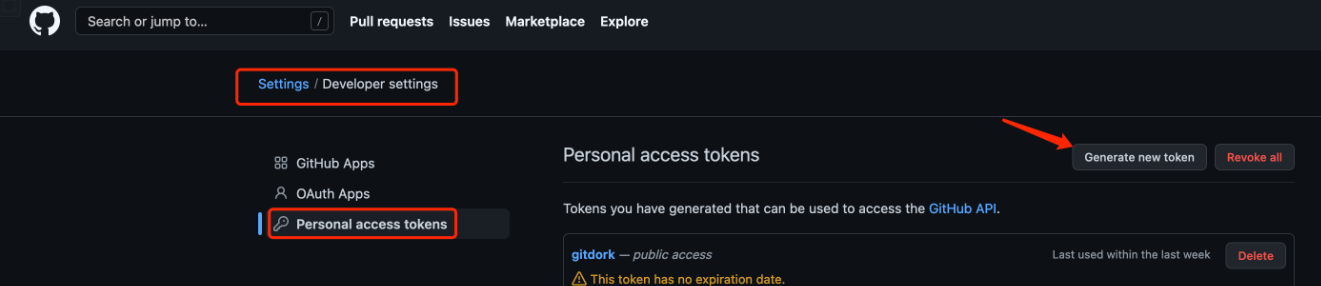 Search or jump to... / Pull requests Issues Marketplace Explore
Settings / Developer settings
GitHub Apps
OAuth Apps
Personal access tokens
Personal access tokens Generate new token Revoke all
Tokens you have generated that can be used to access the GitHub API.
gitdork — public access Last used within the last week Delete
This token has no expiration date.